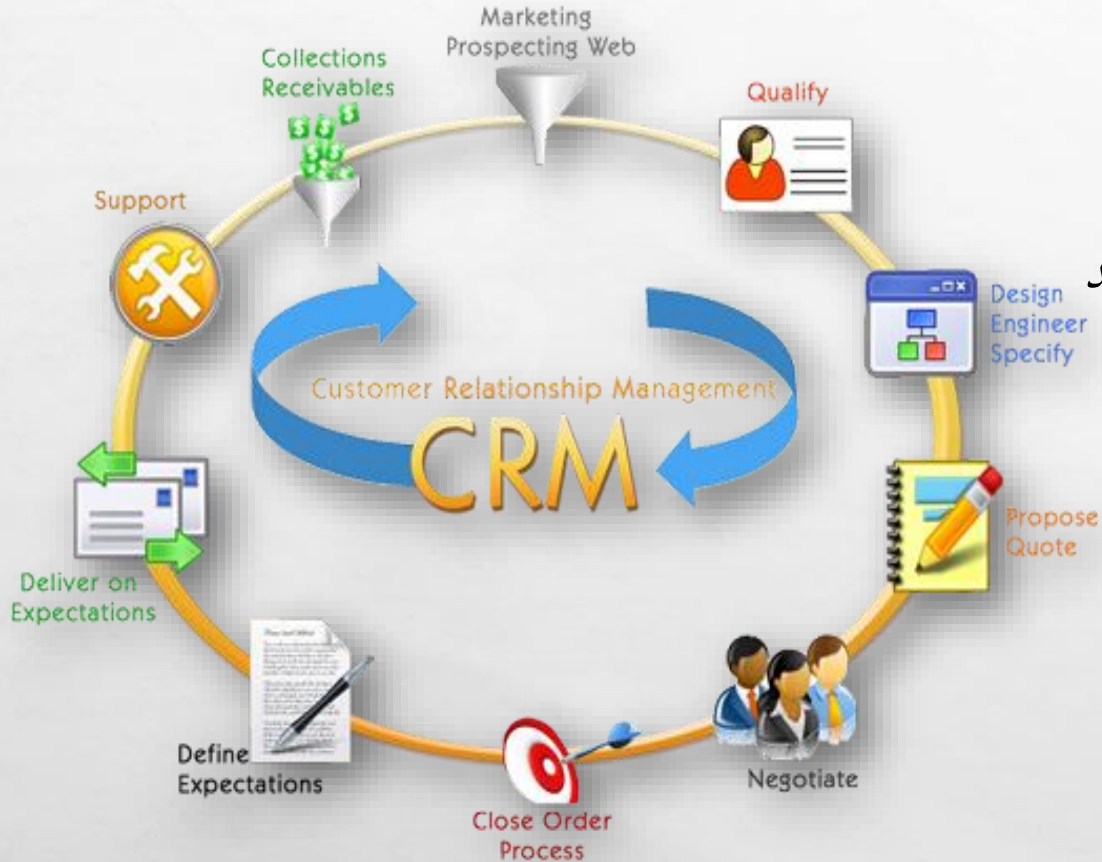 Marketing
Prospecting Web
Qualify
Design
Engineer
Specify
Propose
Quote
Negotiate
Close Order
Process
Define
Expectations
Deliver on
Expectations
Support
Collections
Receivables
Customer Relationship Management
CRM